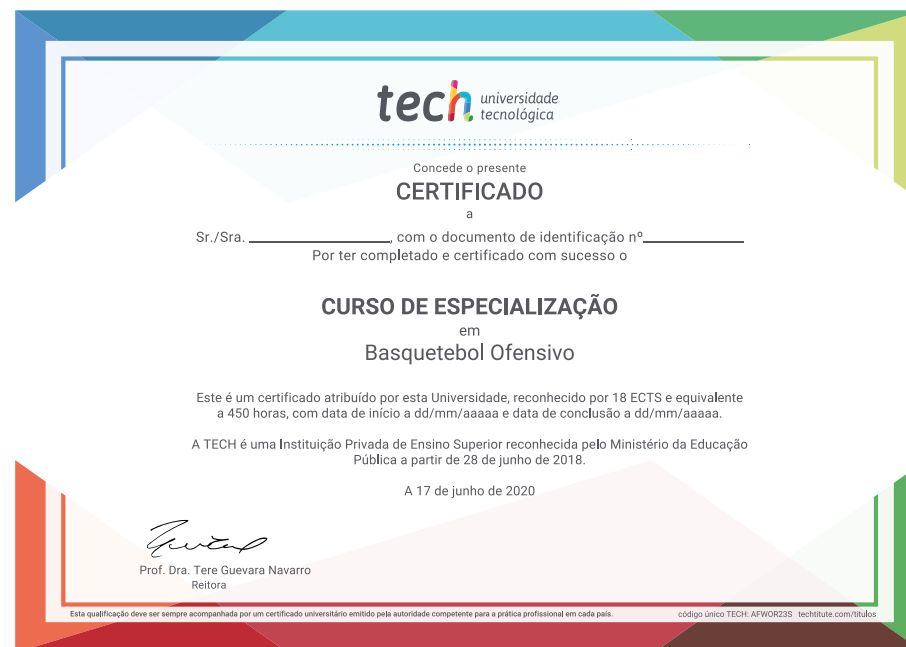 tech universidade
tecnológica
Concede o presente
CERTIFICADO
a
Sr./Sra. , com o documento de identificação nº
Por ter completado e certificado com sucesso o
CURSO DE ESPECIALIZAÇÃO
em
Basquetebol Ofensivo
Este é um certificado atribuído por esta Universidade, reconhecido por 18 ECTS e equivalente
a 450 horas, com data de início a dd/mm/aaaaa e data de conclusão a dd/mm/aaaaa.
A TECH é uma Instituição Privada de Ensino Superior reconhecida pelo Ministério da Educação
Pública a partir de 28 de junho de 2018.
A 17 de junho de 2020
Prof. Dra. Tere Guevara Navarro
Reitora
Esta qualificação deve ser sempre acompanhada por um certificado universitário emitido pela autoridade competente para a prática profissional em cada país. código único TECH: AFWOR23S techtitute.com/titulos